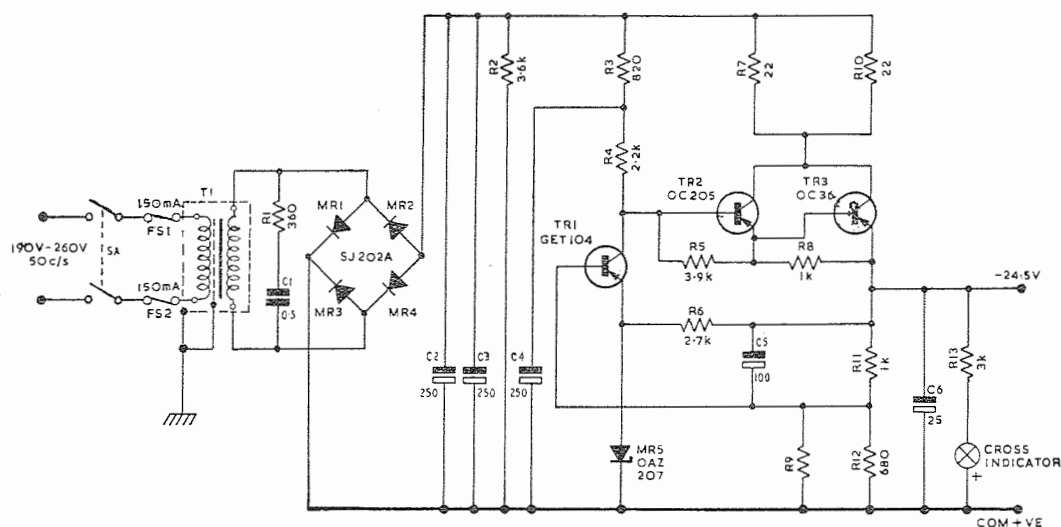 190V-260V
50c/s
SA
150mA
FS1
150mA
FS2
T1
R1
360
C1
0.5
MR1
MR2
SJ202A
MR3
MR4
C2
250
C3
250
R2
3.6k
C4
250
R3
820
R4
2.2k
TR1
GET104
R5
3.9k
R6
2.7k
MR5
OAZ
207
TR2
OC205
R7
22
R10
22
TR3
OC36
R8
1k
C5
100
R9
R11
1k
R12
680
C6
25
R13
3k
-24.5V
CROSS
INDICATOR
+
COM +VE